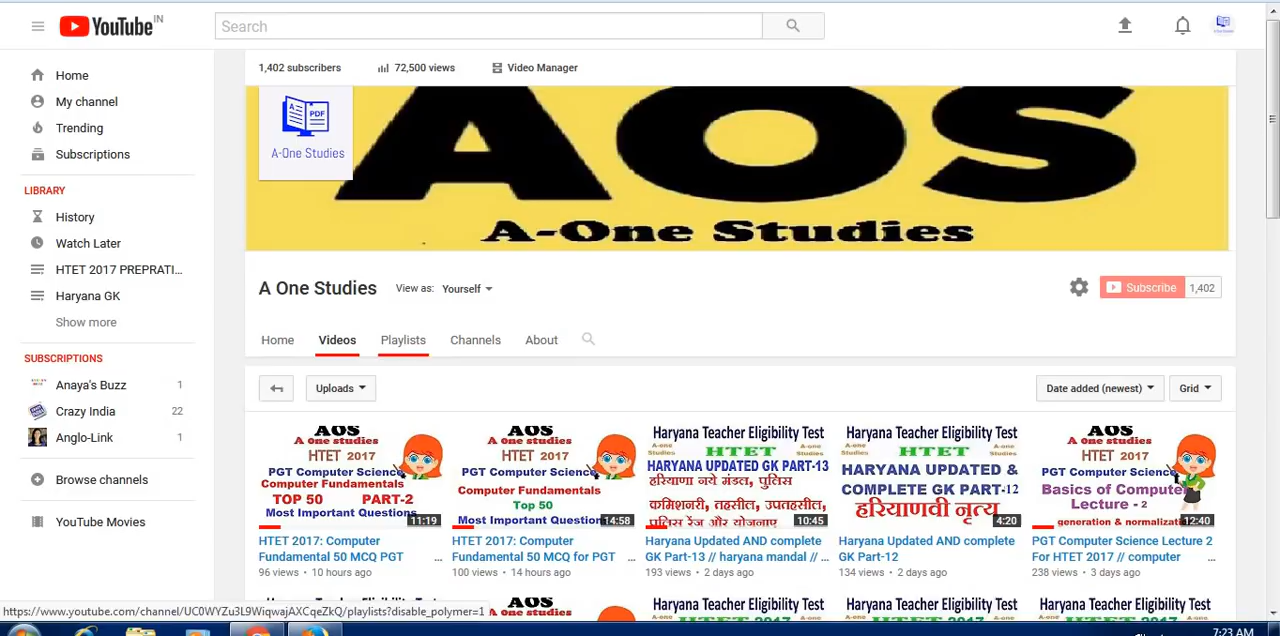 YouTube IN
Search
Home
My channel
Trending
Subscriptions
LIBRARY
History
Watch Later
HTET 2017 PREPRATI...
Haryana GK
Show more
SUBSCRIPTIONS
Anaya's Buzz 1
Crazy India 22
Anglo-Link 1
Browse channels
YouTube Movies
1,402 subscribers 72,500 views Video Manager
PDF
A-One Studies
AOS
A-One Studies
A One Studies View as: Yourself
Subscribe 1,402
Home Videos Playlists Channels About
Uploads Date added (newest) Grid
AOS
A one studies
HTET 2017
PGT Computer Science
Computer Fundamentals
TOP 50 PART-2
Most Important Questions
11:19
HTET 2017: Computer
Fundamental 50 MCQ PGT ...
96 views • 10 hours ago
AOS
A one studies
HTET 2017
PGT Computer Science
Computer Fundamentals
Top 50
Most Important Question
14:58
HTET 2017: Computer
Fundamental 50 MCQ for PGT ...
100 views • 14 hours ago
Haryana Teacher Eligibility Test
A-one Studies HTET A-one Studies
HARYANA UPDATED GK PART-13
हरियाणा नये मंडल, पुलिस
कमिशनरी, तहसील, उपतहसील,
पुलिस रेंज और योजनाए
10:45
Haryana Updated AND complete
GK Part-13 // haryana mandal // ...
193 views • 2 days ago
Haryana Teacher Eligibility Test
A-one Studies HTET A-one Studies
HARYANA UPDATED &
COMPLETE GK PART-12
हरियाणवी नृत्य
4:20
Haryana Updated AND complete
GK Part-12
134 views • 2 days ago
AOS
A one studies
HTET 2017
PGT Computer Science
Basics of Computer
Lecture - 2
generation & normalizat
12:40
PGT Computer Science Lecture 2
For HTET 2017 // computer ...
238 views • 3 days ago
AOS
Haryana Teacher Eligibility Test
Haryana Teacher Eligibility Test
AOS
https://www.youtube.com/channel/UC0WYZu3L9WiqwajAXCqeZkQ/playlists?disable_polymer=1
7:23 AM